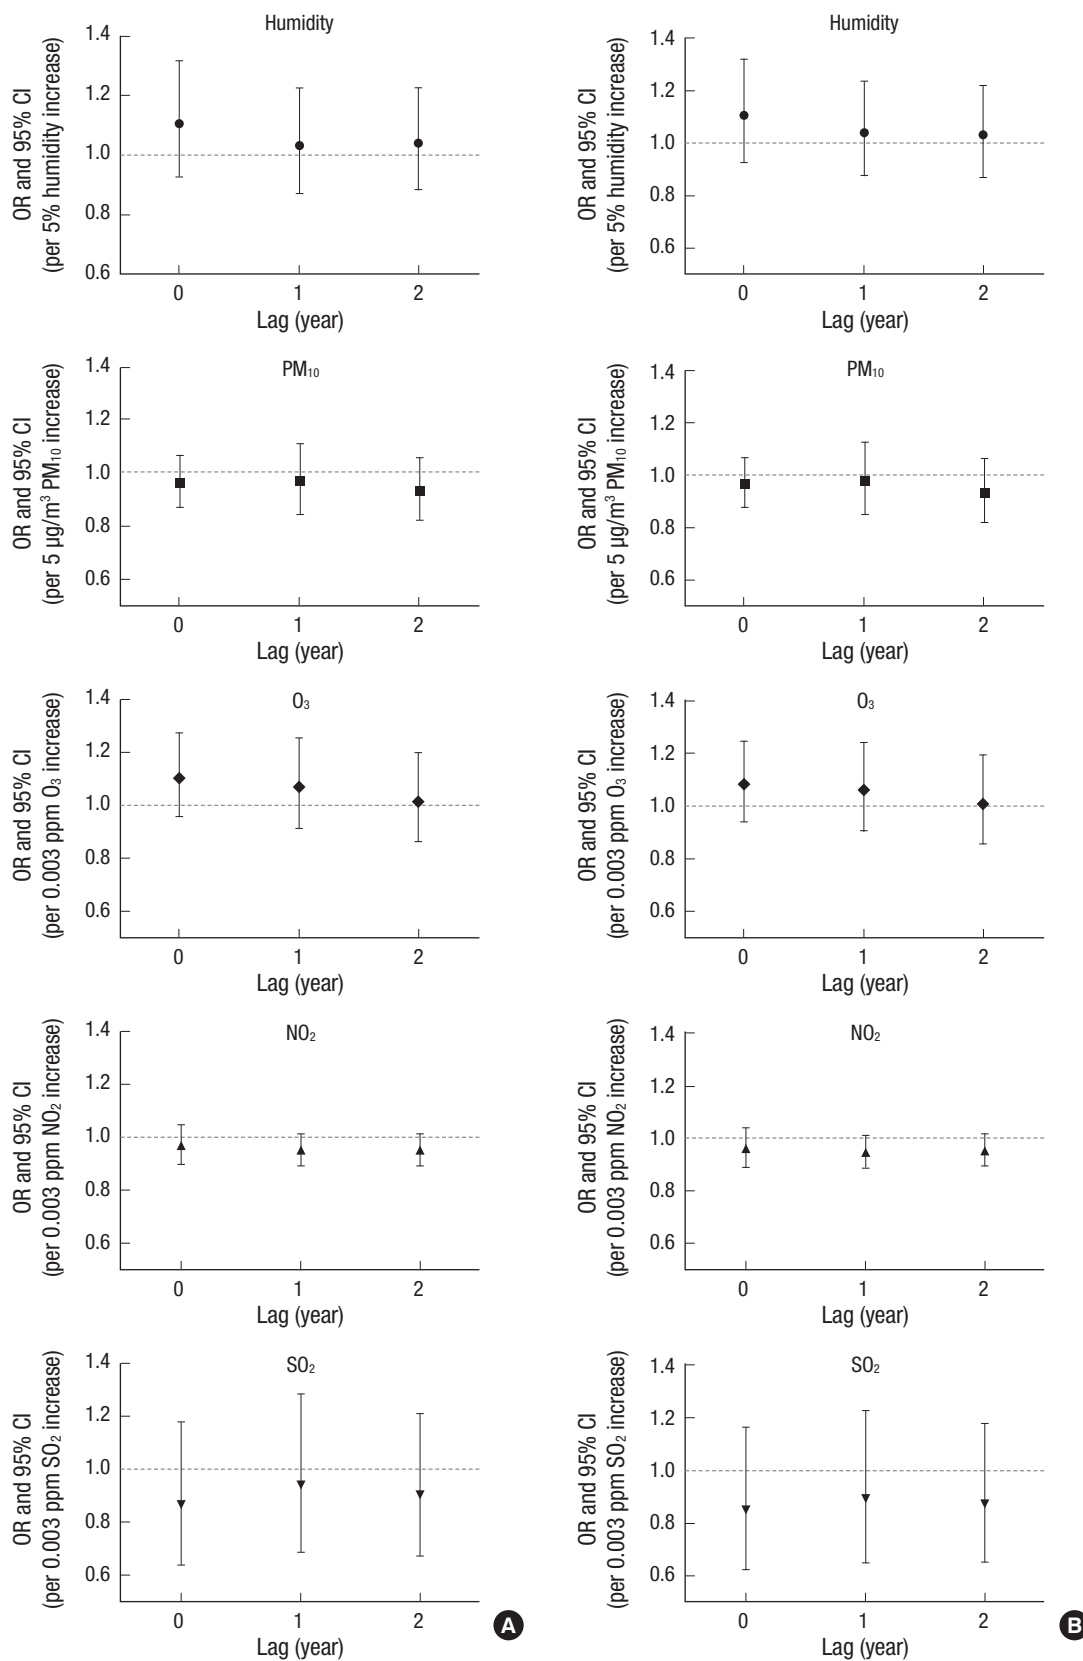 Humidity
OR and 95% CI
(per 5% humidity increase)
1.4
1.2
1.0
0.8
0.6
0 1 2
Lag (year)
Humidity
OR and 95% CI
(per 5% humidity increase)
1.4
1.2
1.0
0.8
0.6
0 1 2
Lag (year)
PM₁₀
OR and 95% CI
(per 5 µg/m³ PM₁₀ increase)
1.4
1.2
1.0
0.8
0.6
0 1 2
Lag (year)
PM₁₀
OR and 95% CI
(per 5 µg/m³ PM₁₀ increase)
1.4
1.2
1.0
0.8
0.6
0 1 2
Lag (year)
O₃
OR and 95% CI
(per 0.003 ppm O₃ increase)
1.4
1.2
1.0
0.8
0.6
0 1 2
Lag (year)
O₃
OR and 95% CI
(per 0.003 ppm O₃ increase)
1.4
1.2
1.0
0.8
0.6
0 1 2
Lag (year)
NO₂
OR and 95% CI
(per 0.003 ppm NO₂ increase)
1.4
1.2
1.0
0.8
0.6
0 1 2
Lag (year)
NO₂
OR and 95% CI
(per 0.003 ppm NO₂ increase)
1.4
1.2
1.0
0.8
0.6
0 1 2
Lag (year)
SO₂
OR and 95% CI
(per 0.003 ppm SO₂ increase)
1.4
1.2
1.0
0.8
0.6
0 1 2
Lag (year)
A
SO₂
OR and 95% CI
(per 0.003 ppm SO₂ increase)
1.4
1.2
1.0
0.8
0.6
0 1 2
Lag (year)
B